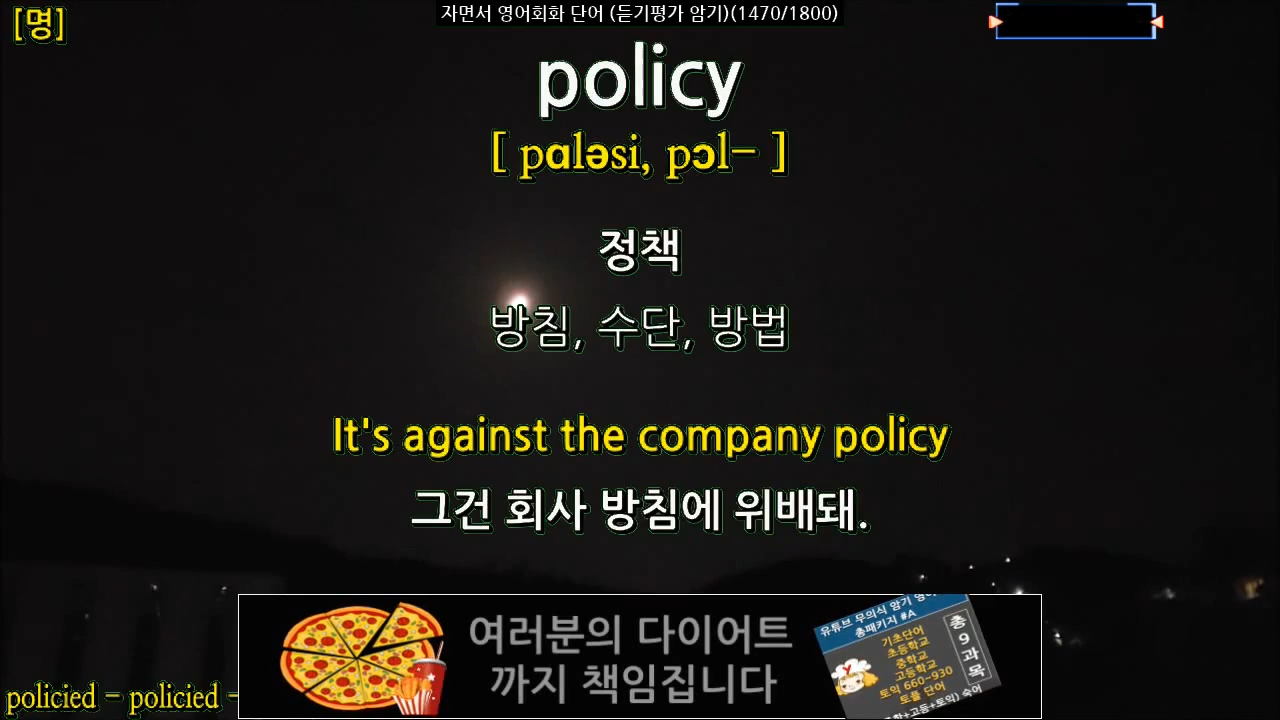 자면서 영어회화 단어 (듣기평가 암기)(1470/1800)
[명]
policy
[ pɑləsi, pɔl- ]
정책
방침, 수단, 방법
It's against the company policy
그건 회사 방침에 위배돼.
여러분의 다이어트
까지 책임집니다
유튜브 무의식 암기
총패키지 #A
기초단어
초등학교
중학교
고등학교
토익 660~930
토플 단어
총
9
과
목
policied - policied -